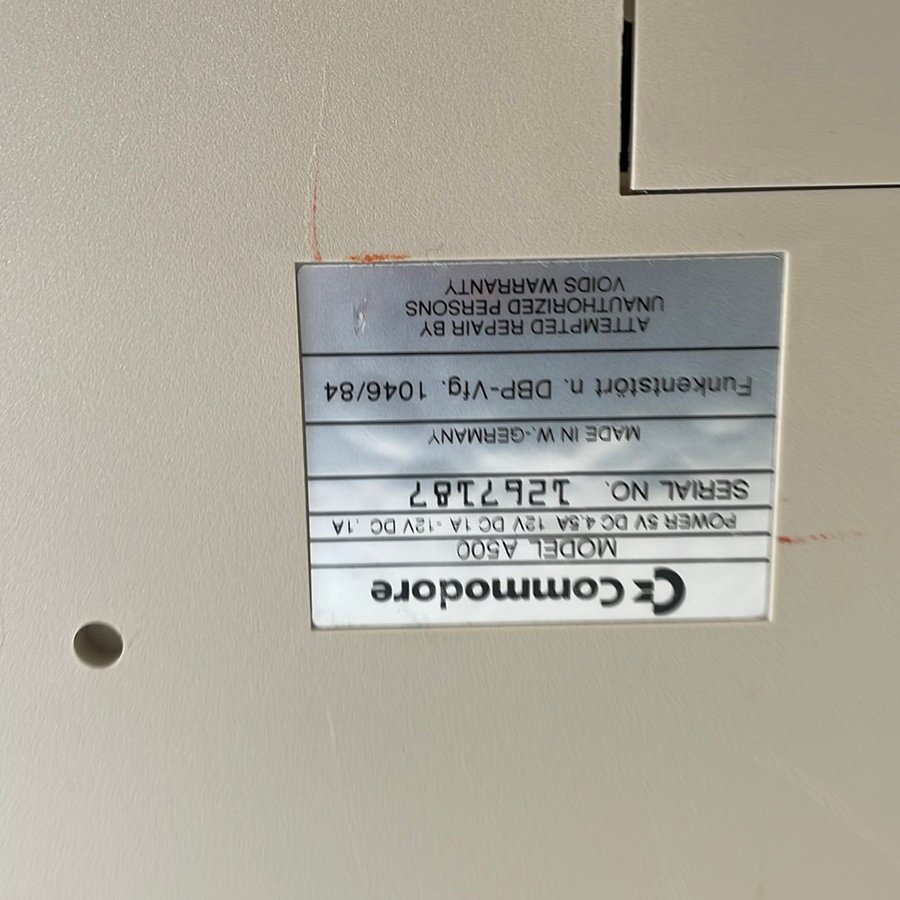 Commodore
MODEL A500
POWER 5V DC 4.5A 12V DC 1A -12V DC .1A
SERIAL NO. 1267187
MADE IN W.-GERMANY
Funkentstört n. DBP-Vfg. 1046/84
ATTEMPTED REPAIR BY
UNAUTHORIZED PERSONS
VOIDS WARRANTY